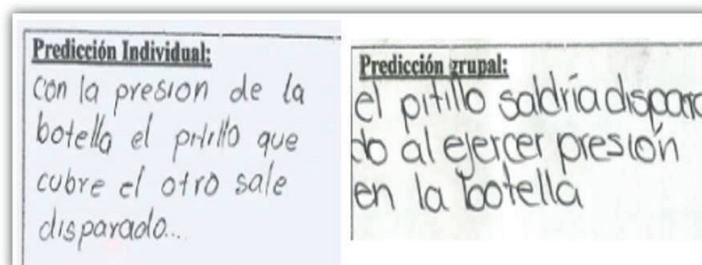 Predicción Individual:
con la presion de la
botella el pitillo que
cubre el otro sale
disparado...
Predicción grupal:
el pitillo saldría dispara
do al ejercer presión
en la botella